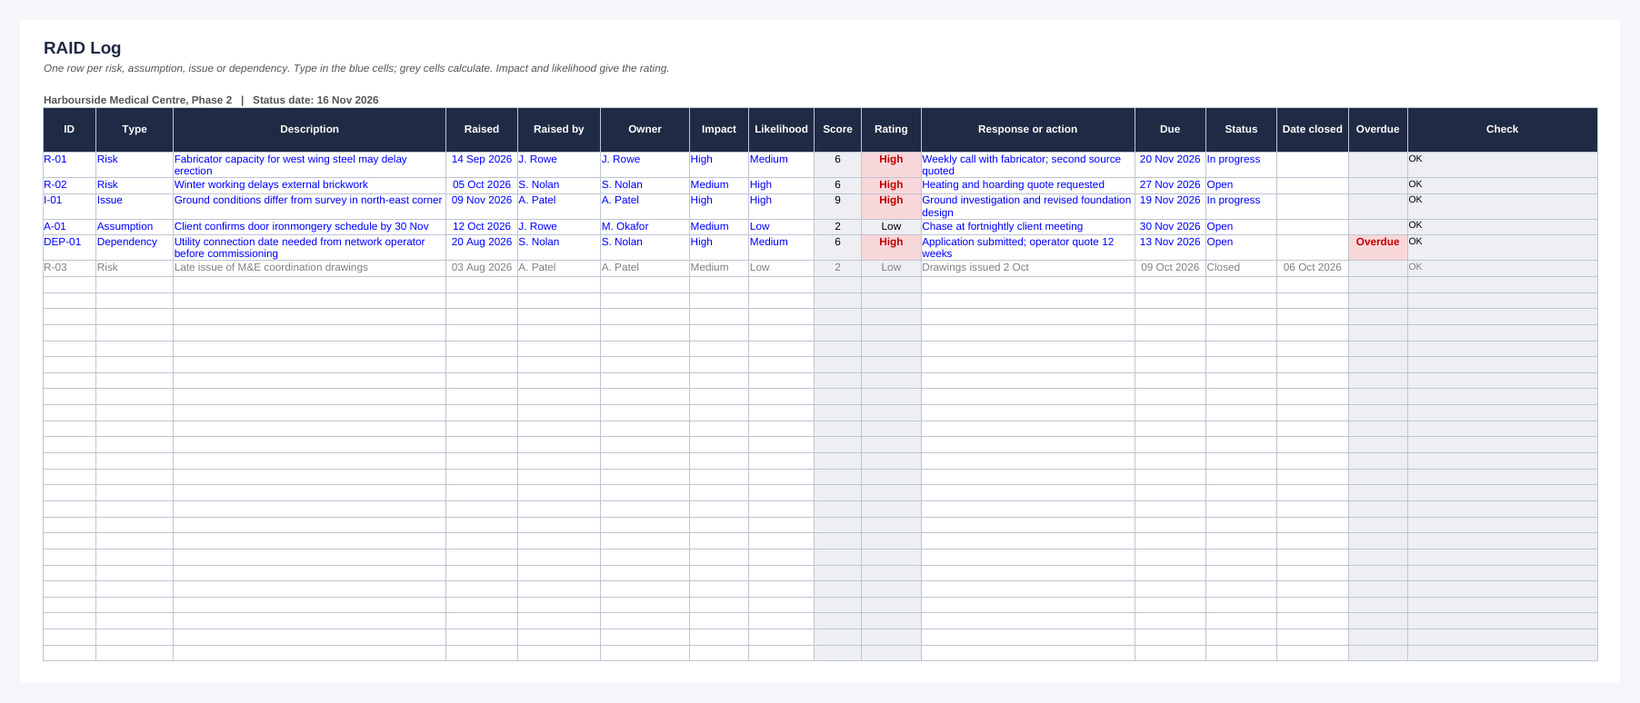 RAID Log
One row per risk, assumption, issue or dependency. Type in the blue cells; grey cells calculate. Impact and likelihood give the rating.
Harbourside Medical Centre, Phase 2 | Status date: 16 Nov 2026
ID Type Description Raised Raised by Owner Impact Likelihood Score Rating Response or action Due Status Date closed Overdue Check
R-01 Risk Fabricator capacity for west wing steel may delay erection 14 Sep 2026 J. Rowe J. Rowe High Medium 6 High Weekly call with fabricator; second source quoted 20 Nov 2026 In progress OK
R-02 Risk Winter working delays external brickwork 05 Oct 2026 S. Nolan S. Nolan Medium High 6 High Heating and hoarding quote requested 27 Nov 2026 Open OK
I-01 Issue Ground conditions differ from survey in north-east corner 09 Nov 2026 A. Patel A. Patel High High 9 High Ground investigation and revised foundation design 19 Nov 2026 In progress OK
A-01 Assumption Client confirms door ironmongery schedule by 30 Nov 12 Oct 2026 J. Rowe M. Okafor Medium Low 2 Low Chase at fortnightly client meeting 30 Nov 2026 Open OK
DEP-01 Dependency Utility connection date needed from network operator before commissioning 20 Aug 2026 S. Nolan S. Nolan High Medium 6 High Application submitted; operator quote 12 weeks 13 Nov 2026 Open Overdue OK
R-03 Risk Late issue of M&E coordination drawings 03 Aug 2026 A. Patel A. Patel Medium Low 2 Low Drawings issued 2 Oct 09 Oct 2026 Closed 06 Oct 2026 OK